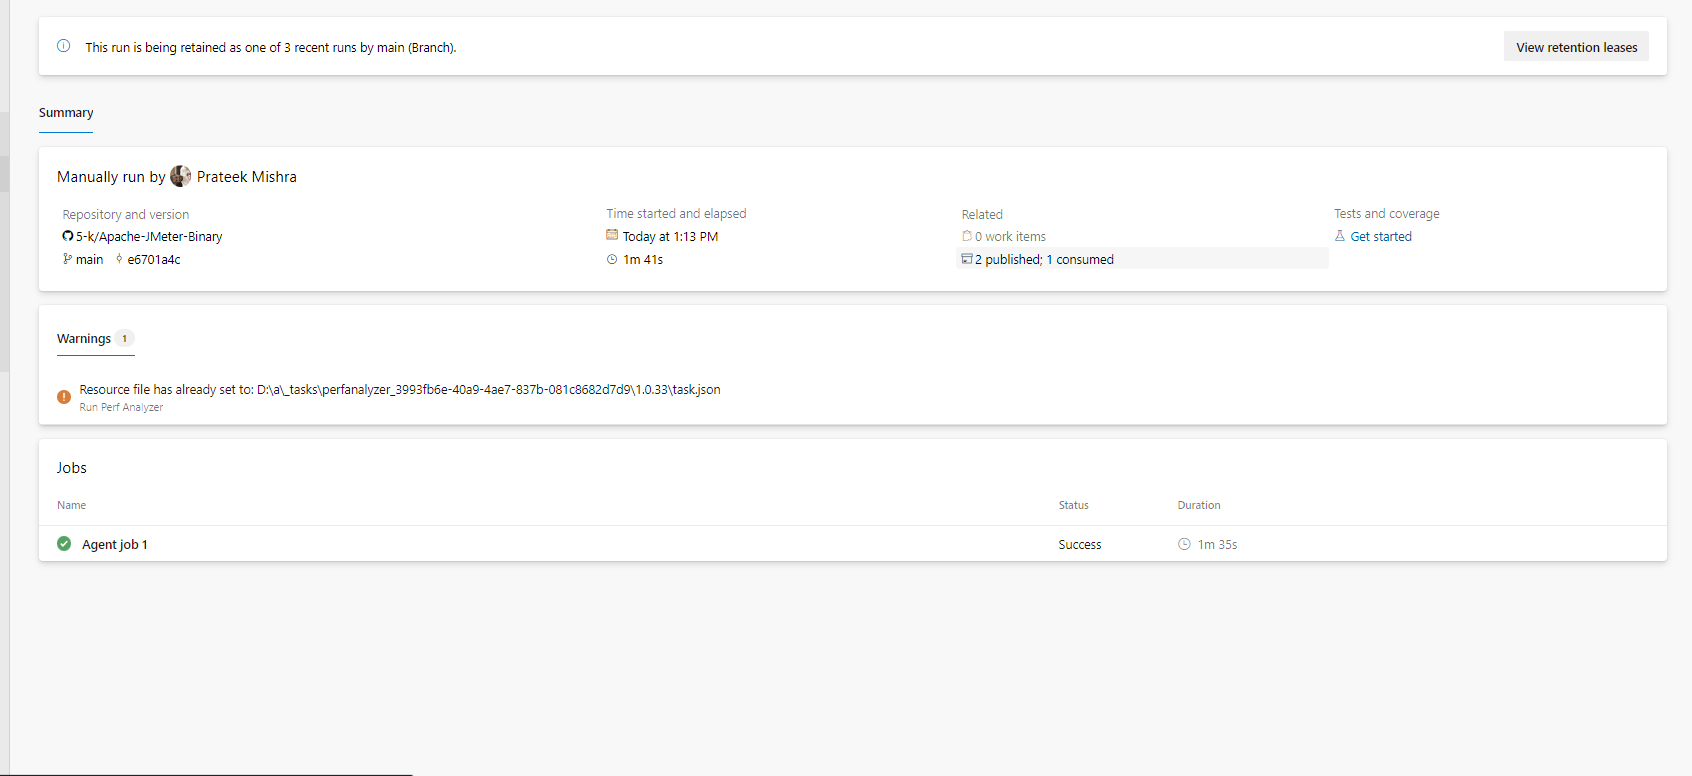 This run is being retained as one of 3 recent runs by main (Branch).
View retention leases
Summary
Manually run by Prateek Mishra
Repository and version
5-k/Apache-JMeter-Binary
main e6701a4c
Time started and elapsed
Today at 1:13 PM
1m 41s
Related
0 work items
2 published; 1 consumed
Tests and coverage
Get started
Warnings 1
Resource file has already set to: D:\a\_tasks\perfanalyzer_3993fb6e-40a9-4ae7-837b-081c8682d7d9\1.0.33\task.json
Run Perf Analyzer
Jobs
Name Status Duration
Agent job 1 Success 1m 35s